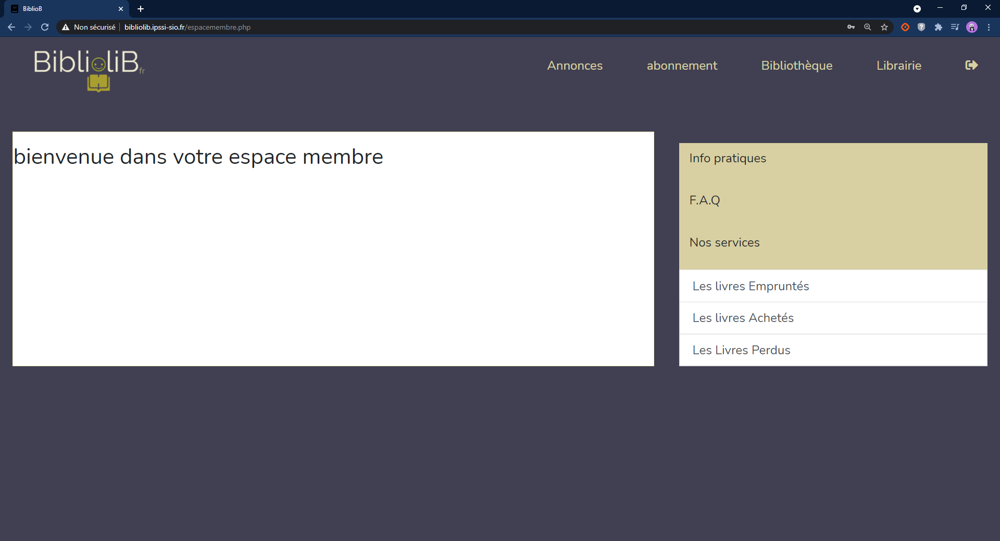 BiblioB
Non sécurisé
bibliolib.ipssi-sio.fr/espacemembre.php
BiblioliB.fr
Annonces
abonnement
Bibliothèque
Librairie
bienvenue dans votre espace membre
Info pratiques
F.A.Q
Nos services
Les livres Empruntés
Les livres Achetés
Les Livres Perdus